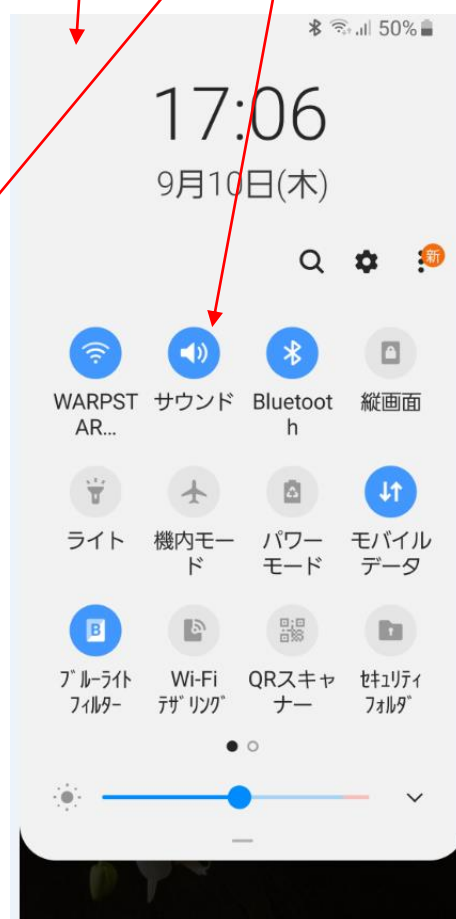 50%
17:06
9月10日(木)
新
WARPST
AR...
サウンド
Bluetoot
h
縦画面
ライト
機内モー
ド
パワー
モード
モバイル
データ
B
ブルーライト
フィルター
Wi-Fi
テザリング
QRスキャ
ナー
セキュリティ
フォルダ